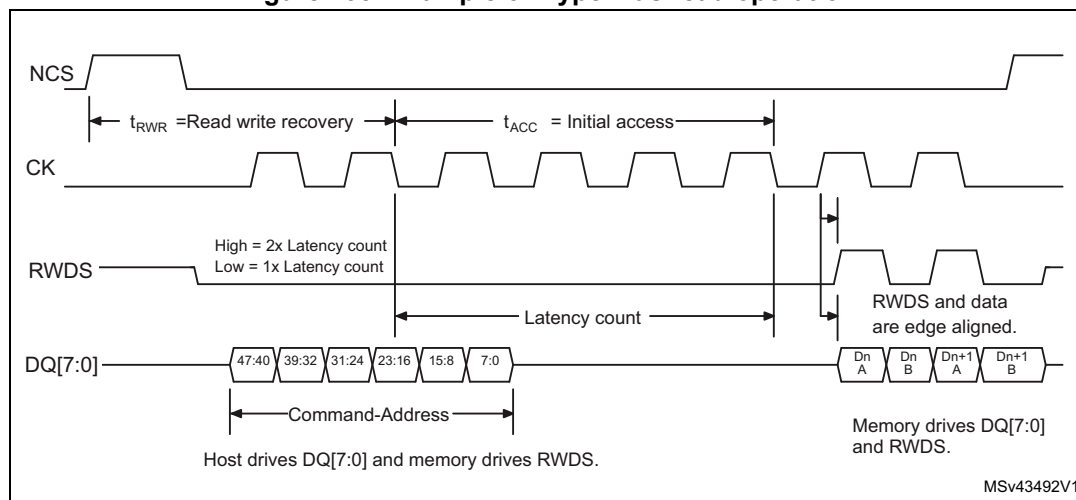 NCS
t_RWR =Read write recovery
t_ACC = Initial access
CK
High = 2x Latency count
Low = 1x Latency count
RWDS
Latency count
RWDS and data
are edge aligned.
DQ[7:0]
47:40 39:32 31:24 23:16 15:8 7:0
Dn A Dn B Dn+1 A Dn+1 B
Command-Address
Memory drives DQ[7:0]
and RWDS.
Host drives DQ[7:0] and memory drives RWDS.
MSv43492V1